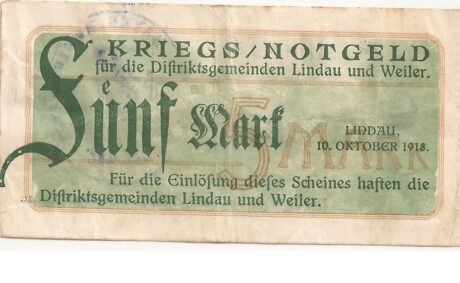 KRIEGS/NOTGELD
für die Diſtriktsgemeinden Lindau und Weiler.
Fünf Mark
5 MARK
LINDAU,
10. OKTOBER 1918.
Für die Einlöſung dieſes Scheines haften die
Diſtriktsgemeinden Lindau und Weiler.